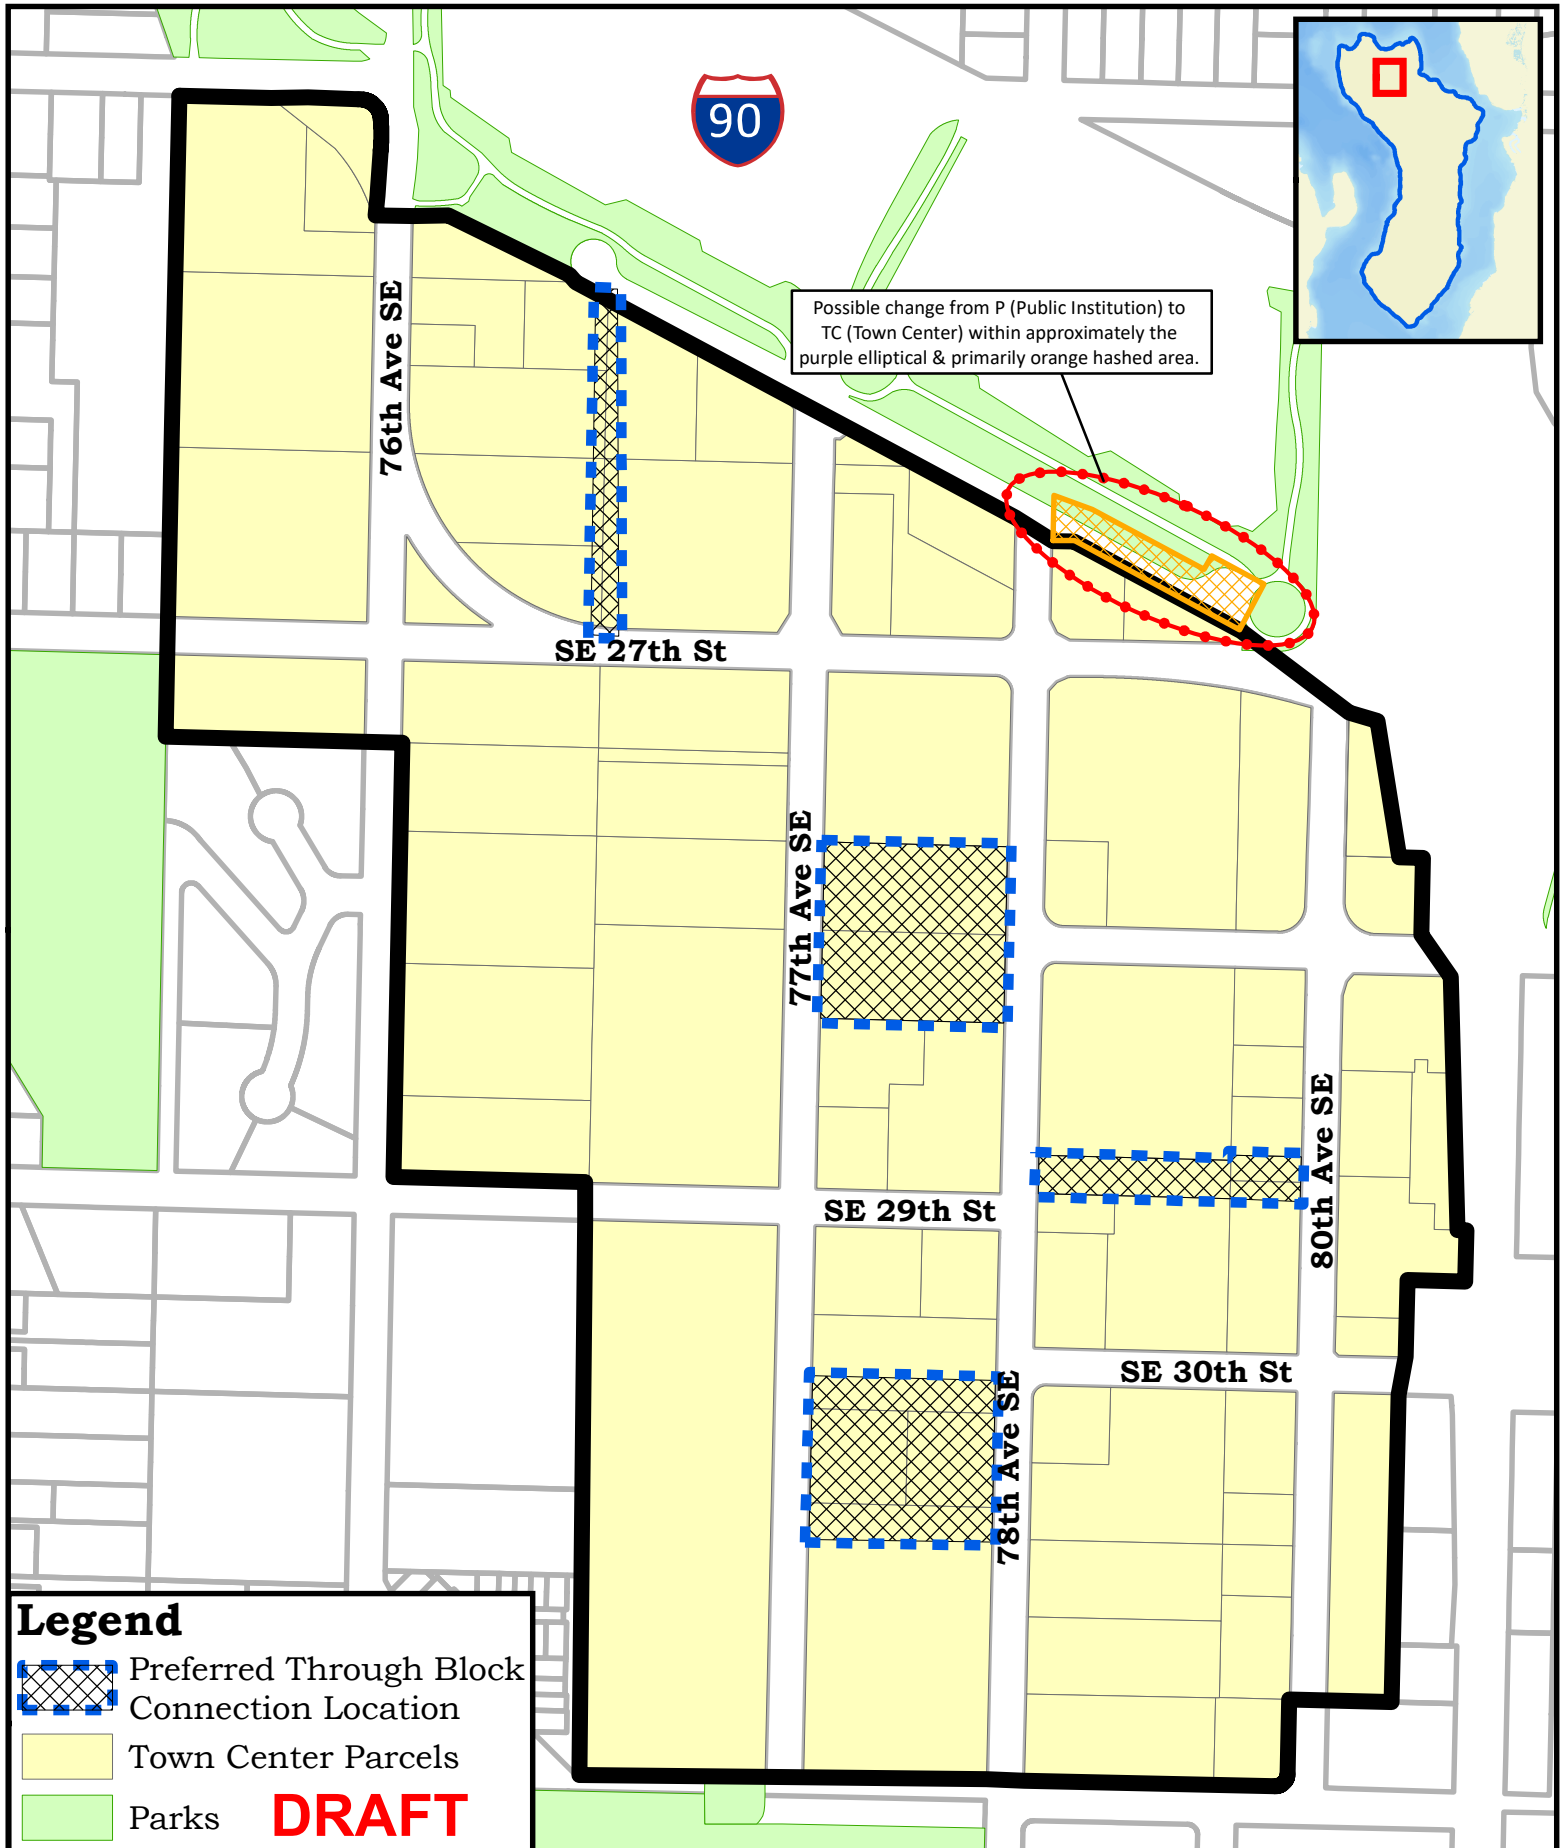 90
Possible change from P (Public Institution) to
TC (Town Center) within approximately the
purple elliptical & primarily orange hashed area.
76th Ave SE
SE 27th St
77th Ave SE
SE 29th St
80th Ave SE
SE 30th St
78th Ave SE
Legend
Preferred Through Block
Connection Location
Town Center Parcels
Parks
DRAFT